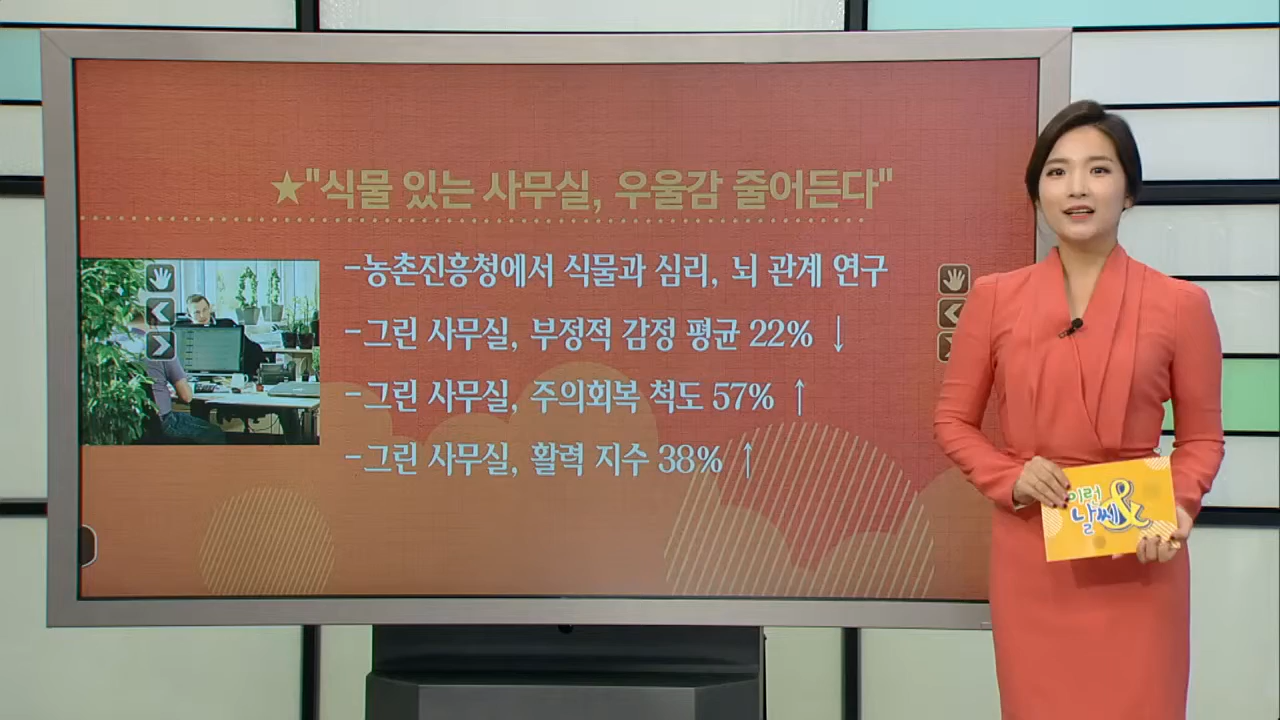 ★"식물 있는 사무실, 우울감 줄어든다"
-농촌진흥청에서 식물과 심리, 뇌 관계 연구
-그린 사무실, 부정적 감정 평균 22% ↓
-그린 사무실, 주의회복 척도 57% ↑
-그린 사무실, 활력 지수 38% ↑
이런
날씨&